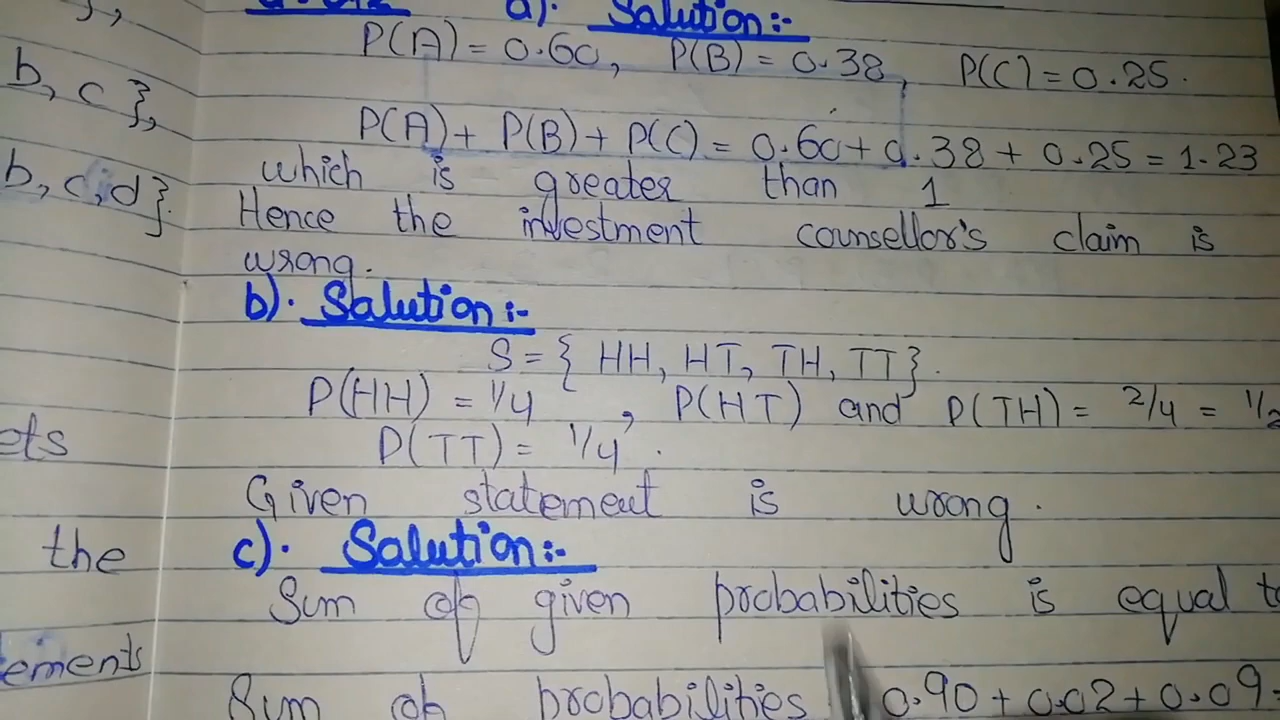 a). Salution:-
P(A) = 0.60, P(B) = 0.38, P(C) = 0.25.
b, c },
P(A) + P(B) + P(C) = 0.60 + 0.38 + 0.25 = 1.23
b, c, d }.
which is greater than 1
Hence the investment counsellor's claim is
wrong.
b). Salution:-
S = { HH, HT, TH, TT }.
P(HH) = 1/4 , P(HT) and P(TH) = 2/4 = 1/2
ets
P(TT) = 1/4 .
Given statement is wrong.
the
c). Salution:-
Sum of given probabilities is equal to
ements
Sum of probabilities 0.90 + 0.02 + 0.09 =